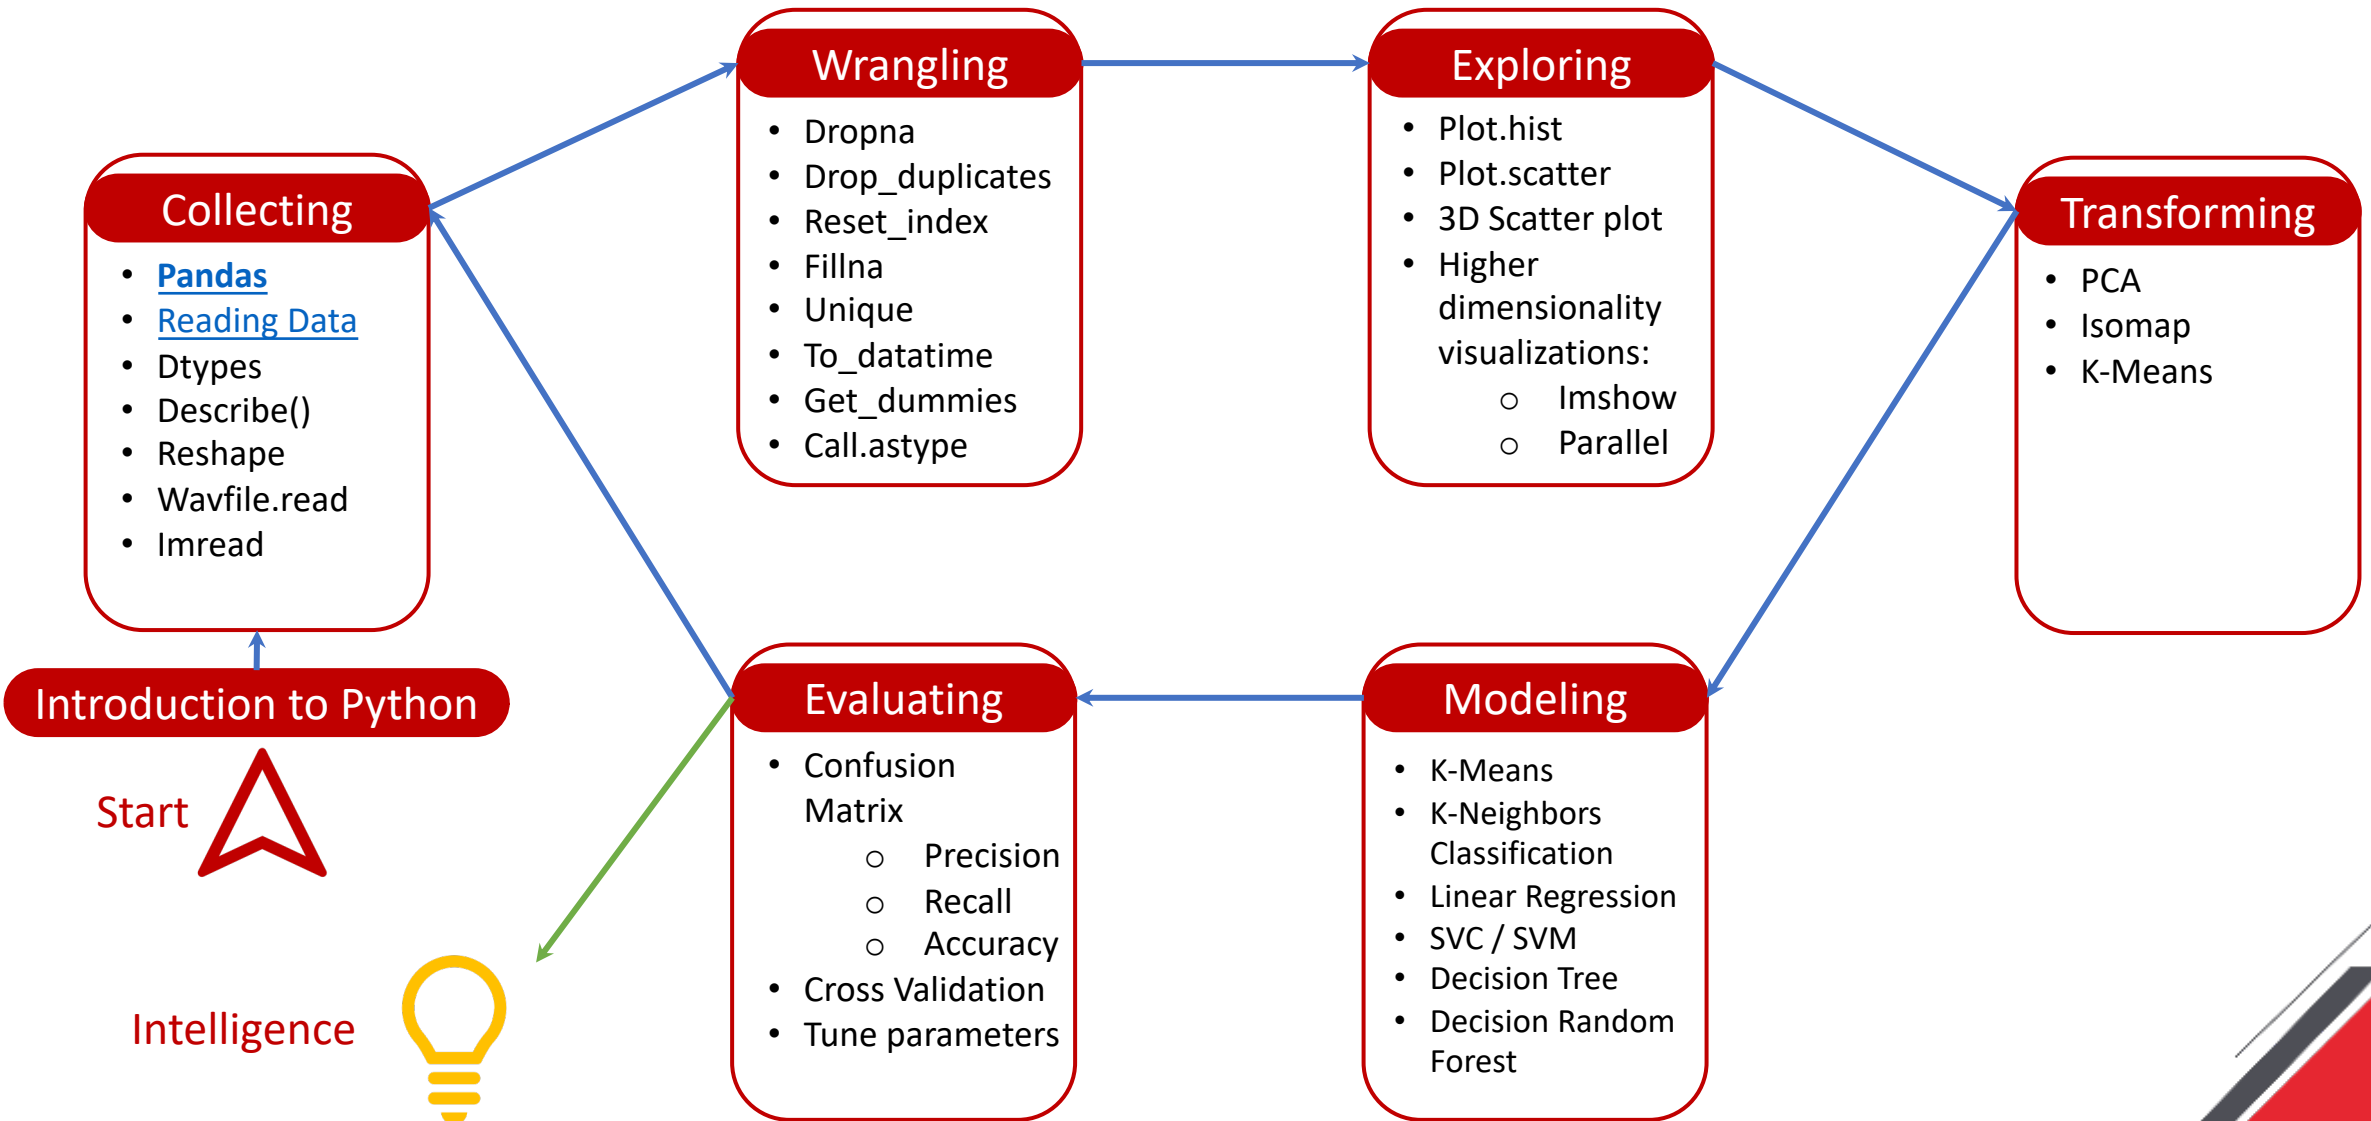 Collecting
• Pandas
• Reading Data
• Dtypes
• Describe()
• Reshape
• Wavfile.read
• Imread
Wrangling
• Dropna
• Drop_duplicates
• Reset_index
• Fillna
• Unique
• To_datatime
• Get_dummies
• Call.astype
Exploring
• Plot.hist
• Plot.scatter
• 3D Scatter plot
• Higher
dimensionality
visualizations:
o Imshow
o Parallel
Transforming
• PCA
• Isomap
• K-Means
Introduction to Python
Start
Intelligence
Evaluating
• Confusion
Matrix
o Precision
o Recall
o Accuracy
• Cross Validation
• Tune parameters
Modeling
• K-Means
• K-Neighbors
Classification
• Linear Regression
• SVC / SVM
• Decision Tree
• Decision Random
Forest